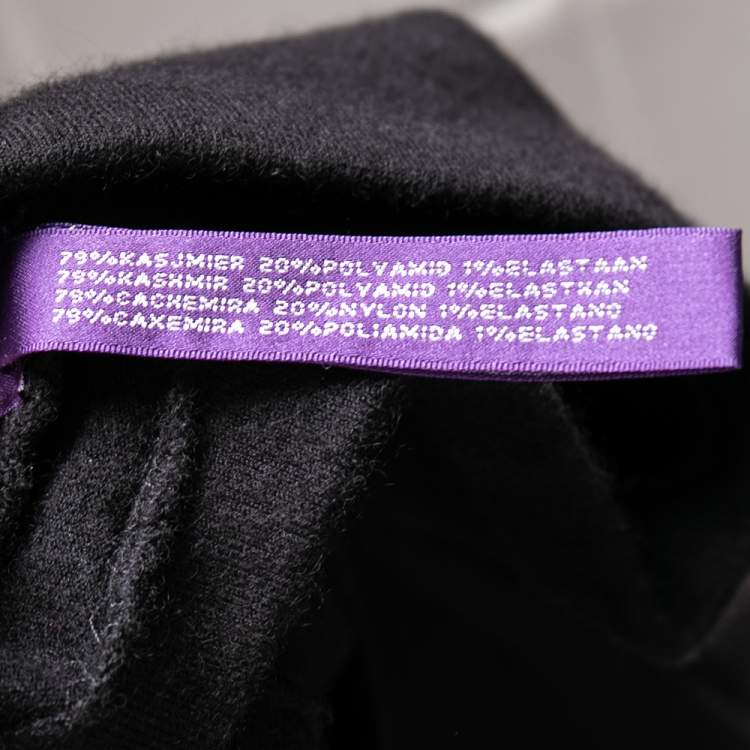 79%KASJMIER 20%POLYAMID 1%ELASTAAN
79%KASHMIR 20%POLYAMID 1%ELASTHAN
79%CACHEMIRA 20%NYLON 1%ELASTANO
79%CAXEMIRA 20%POLIAMIDA 1%ELASTANO